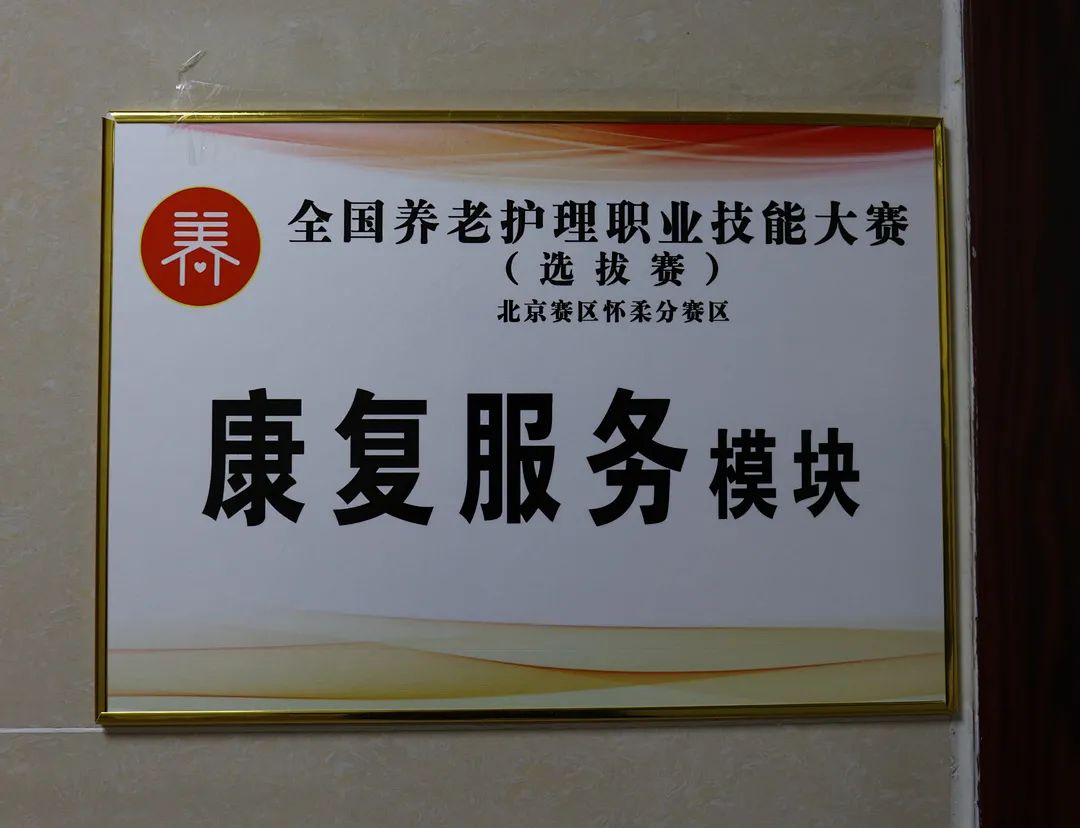 养
全国养老护理职业技能大赛
（选拔赛）
北京赛区怀柔分赛区
康复服务模块